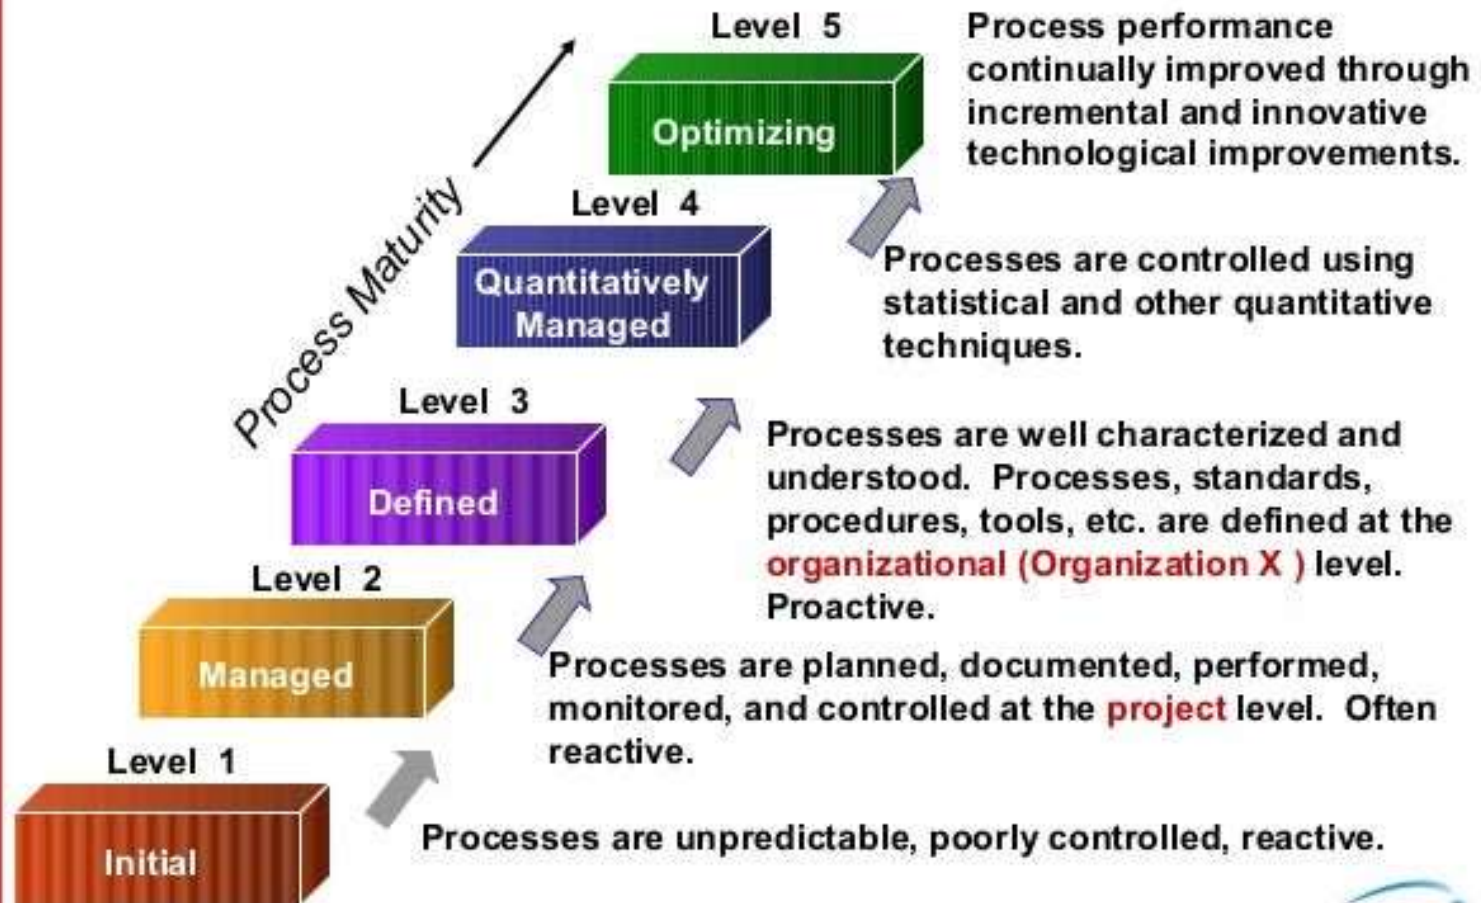 Level 5
Optimizing
Process performance
continually improved through
incremental and innovative
technological improvements.
Process Maturity
Level 4
Quantitatively
Managed
Processes are controlled using
statistical and other quantitative
techniques.
Level 3
Defined
Processes are well characterized and
understood. Processes, standards,
procedures, tools, etc. are defined at the
organizational (Organization X ) level.
Proactive.
Level 2
Managed
Processes are planned, documented, performed,
monitored, and controlled at the project level. Often
reactive.
Level 1
Initial
Processes are unpredictable, poorly controlled, reactive.